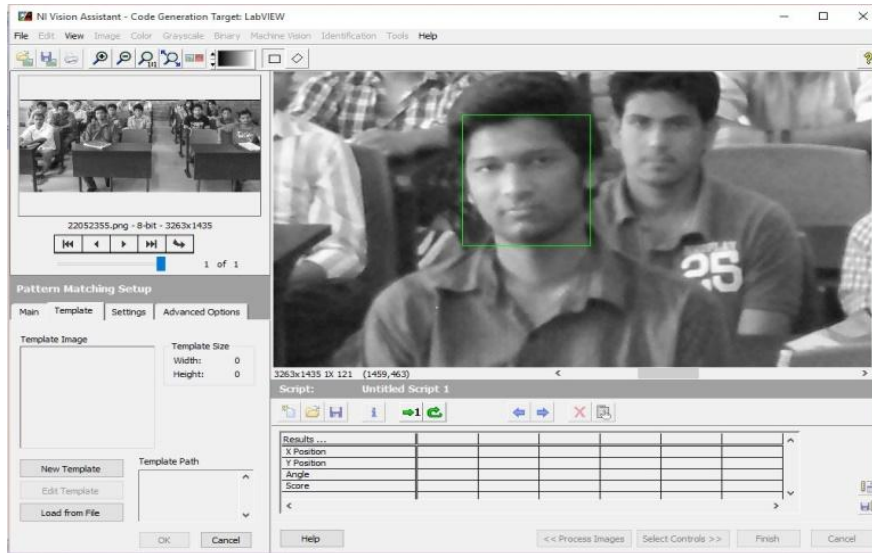 NI Vision Assistant - Code Generation Target: LabVIEW
File Edit View Image Color Grayscale Binary Machine Vision Identification Tools Help
22052355.png - 8-bit - 3263x1435
1 of 1
Pattern Matching Setup
Main Template Settings Advanced Options
Template Image
Template Size
Width: 0
Height: 0
New Template
Edit Template
Load from File
Template Path
OK Cancel
25
3263x1435 1X 121 (1459,463)
Script: Untitled Script 1
1
Results ...
X Position
Y Position
Angle
Score
Help << Process Images Select Controls >> Finish Cancel